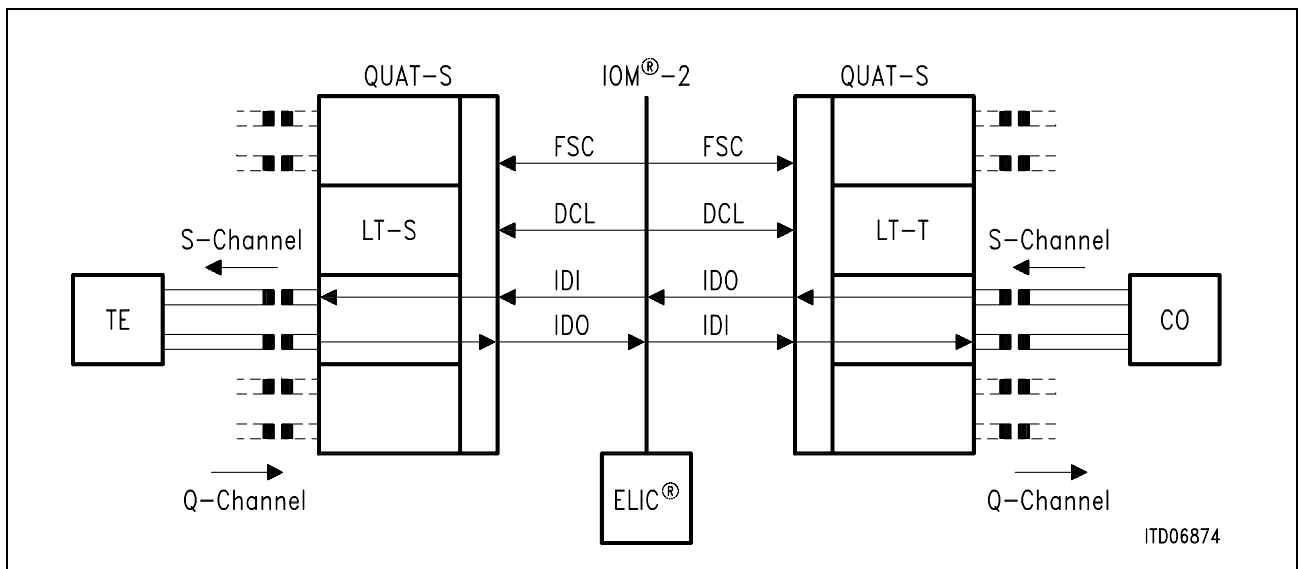 QUAT-S IOM®-2 QUAT-S
FSC FSC
LT-S DCL DCL LT-T
S-Channel S-Channel
IDI IDO
TE CO
IDO IDI
Q-Channel ELIC® Q-Channel
ITD06874